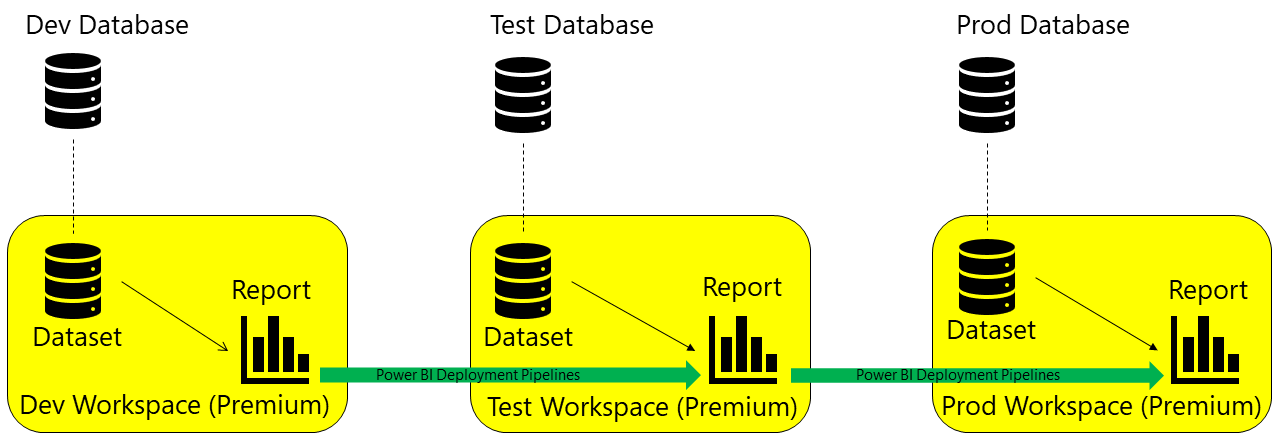 Dev Database
Test Database
Prod Database
Report
Dataset
Report
Dataset
Report
Dataset
Power BI Deployment Pipelines
Power BI Deployment Pipelines
Dev Workspace (Premium)
Test Workspace (Premium)
Prod Workspace (Premium)